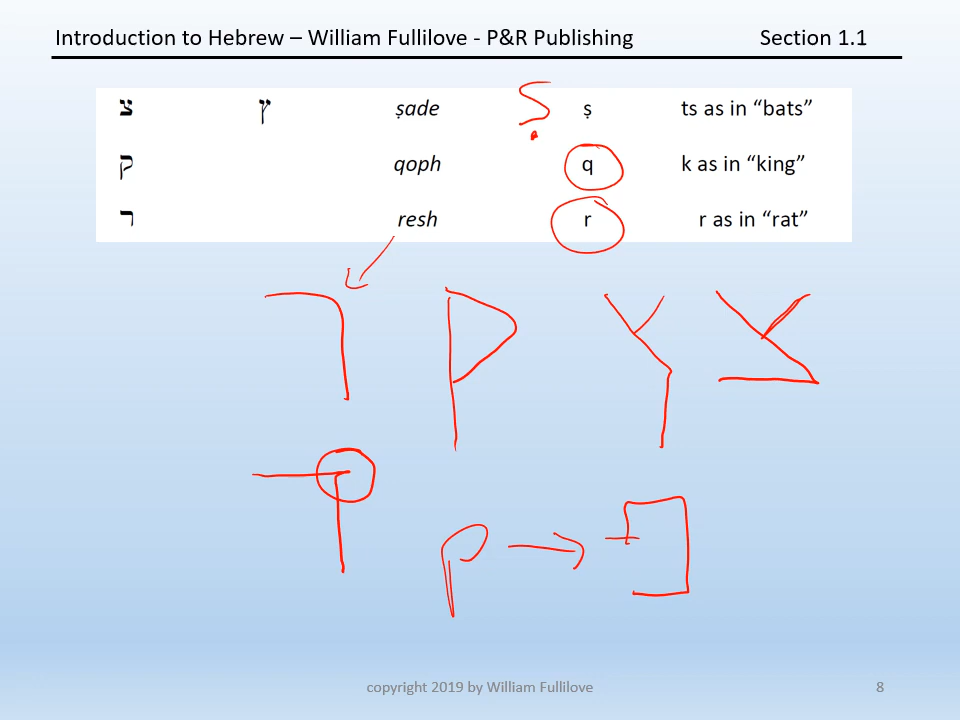 Introduction to Hebrew – William Fullilove - P&R Publishing Section 1.1
צ ץ ṣade Ṣ ṣ ts as in “bats”
ק qoph q k as in “king”
ר resh r r as in “rat”
ר ק ץ צ
ד P → פ
copyright 2019 by William Fullilove 8